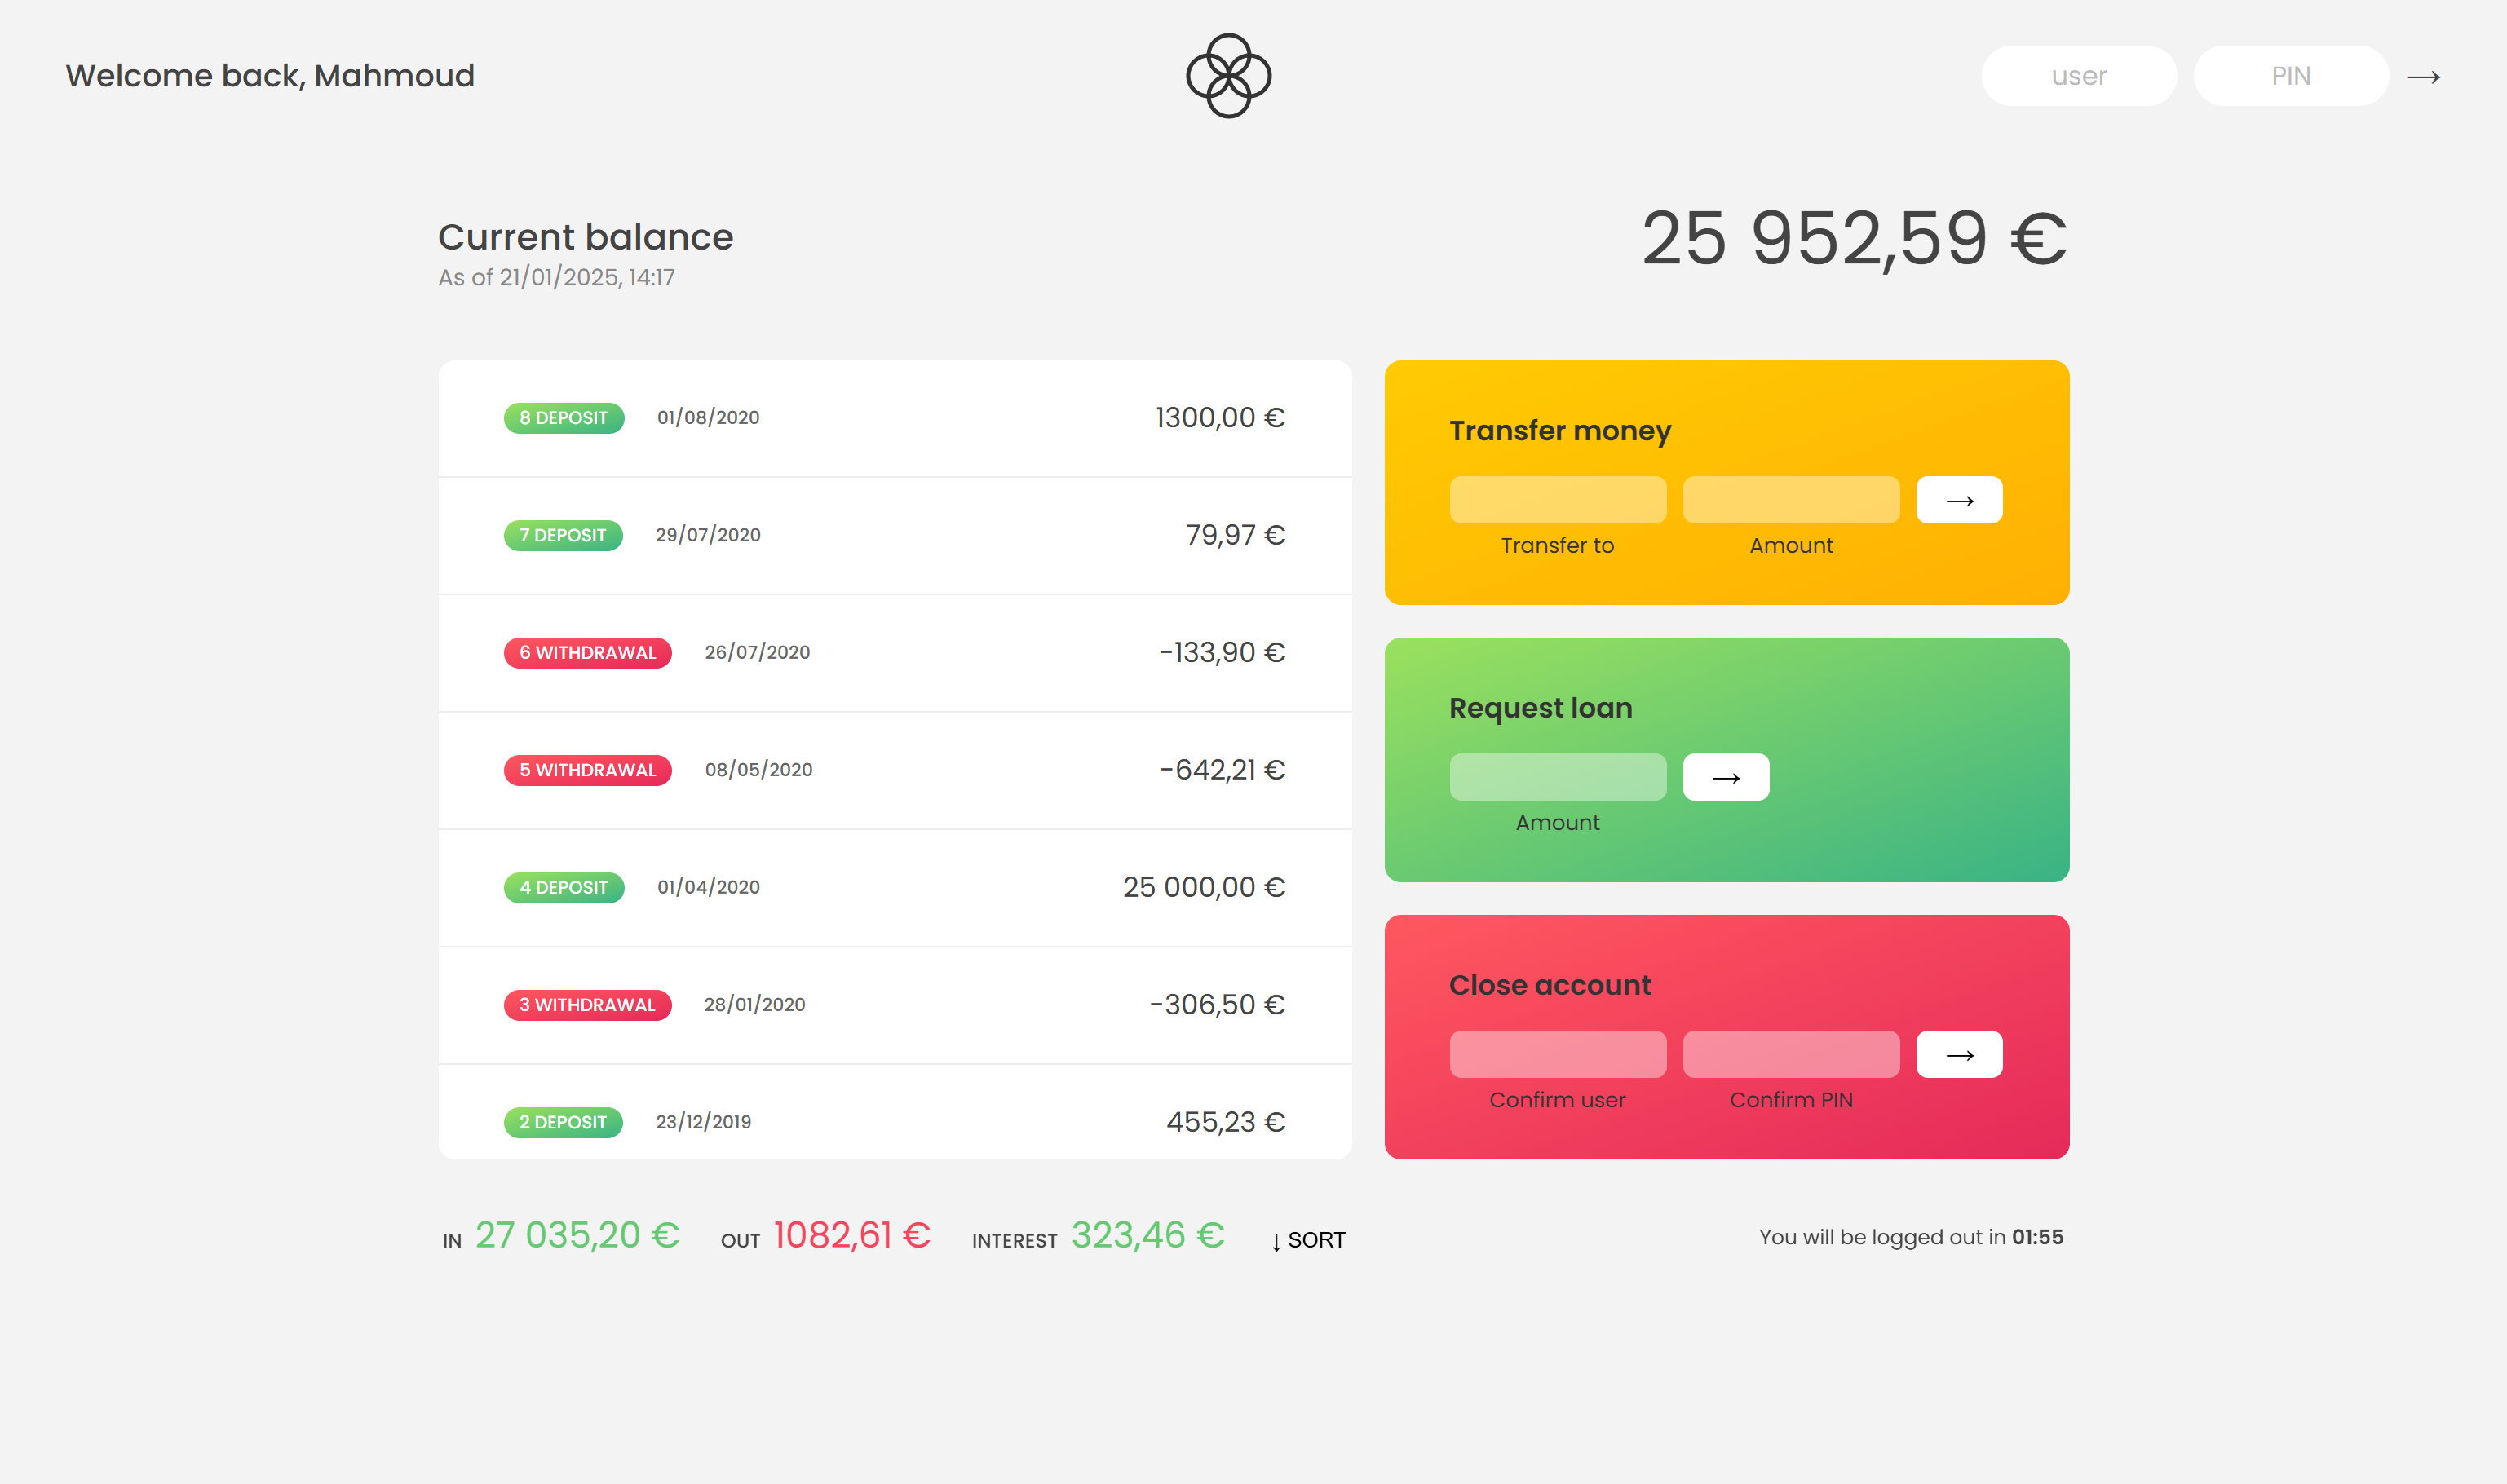 Welcome back, Mahmoud
user
PIN
→
Current balance
As of 21/01/2025, 14:17
25 952,59 €
8 DEPOSIT 01/08/2020 1300,00 €
7 DEPOSIT 29/07/2020 79,97 €
6 WITHDRAWAL 26/07/2020 -133,90 €
5 WITHDRAWAL 08/05/2020 -642,21 €
4 DEPOSIT 01/04/2020 25 000,00 €
3 WITHDRAWAL 28/01/2020 -306,50 €
2 DEPOSIT 23/12/2019 455,23 €
Transfer money
→
Transfer to Amount
Request loan
→
Amount
Close account
→
Confirm user Confirm PIN
IN 27 035,20 € OUT 1082,61 € INTEREST 323,46 € ↓ SORT
You will be logged out in 01:55